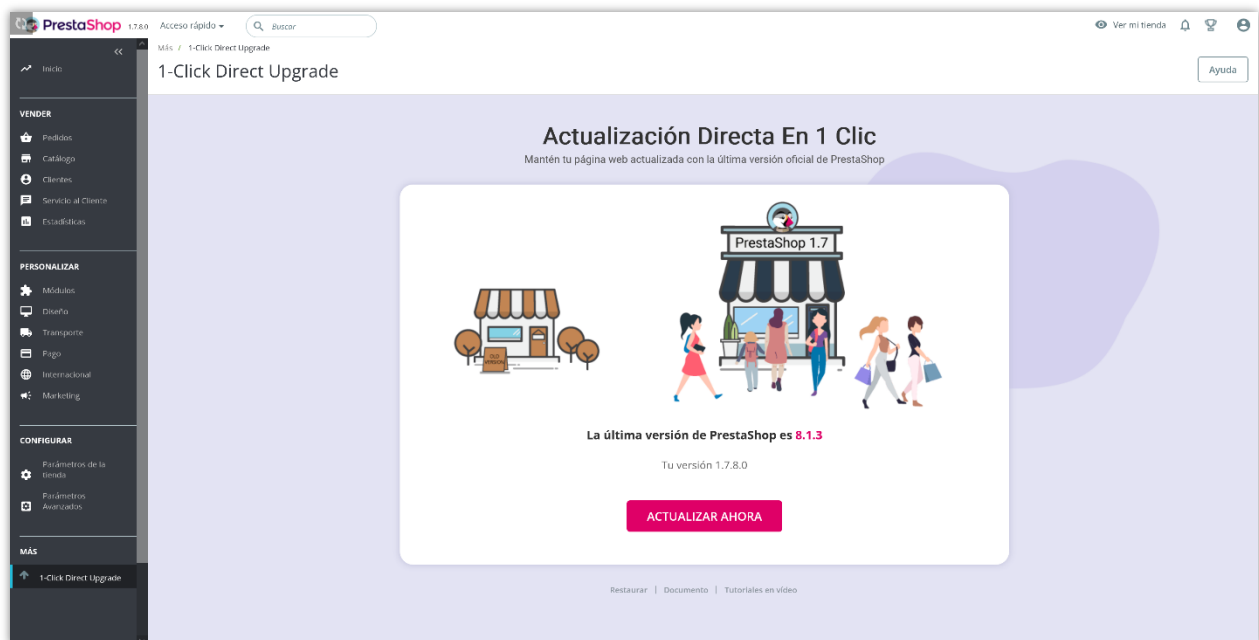 PrestaShop 1.7.8.0 Acceso rápido Buscar Ver mi tienda
Más / 1-Click Direct Upgrade
1-Click Direct Upgrade
Ayuda
Inicio
VENDER
Pedidos
Catálogo
Clientes
Servicio al Cliente
Estadísticas
PERSONALIZAR
Módulos
Diseño
Transporte
Pago
Internacional
Marketing
CONFIGURAR
Parámetros de la
tienda
Parámetros
Avanzados
MÁS
1-Click Direct Upgrade
Actualización Directa En 1 Clic
Mantén tu página web actualizada con la última versión oficial de PrestaShop
PrestaShop 1.7
OLD
VERSION
La última versión de PrestaShop es 8.1.3
Tu versión 1.7.8.0
ACTUALIZAR AHORA
Restaurar | Documento | Tutoriales en vídeo